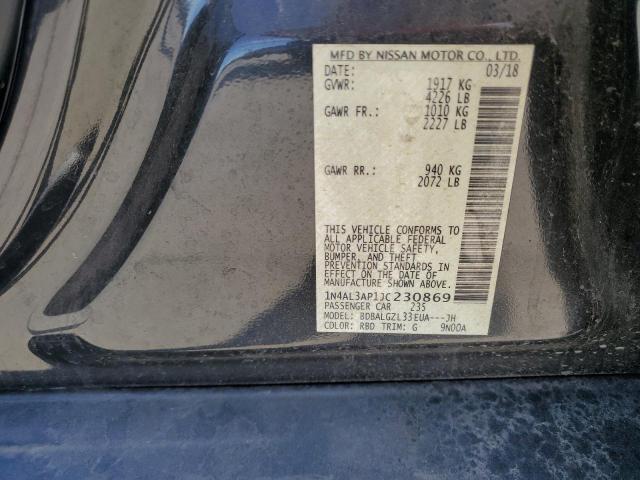 MFD BY NISSAN MOTOR CO., LTD.
DATE: 03/18
GVWR: 1917 KG
4226 LB
GAWR FR.: 1010 KG
2227 LB
GAWR RR.: 940 KG
2072 LB
THIS VEHICLE CONFORMS TO
ALL APPLICABLE FEDERAL
MOTOR VEHICLE SAFETY,
BUMPER, AND THEFT
PREVENTION STANDARDS IN
EFFECT ON THE DATE OF
MANUFACTURE SHOWN ABOVE.
1N4AL3AP1JC230869
PASSENGER CAR 235
MODEL: BDBALGZL33EUA---JH
COLOR: RBD TRIM: G 9N00A